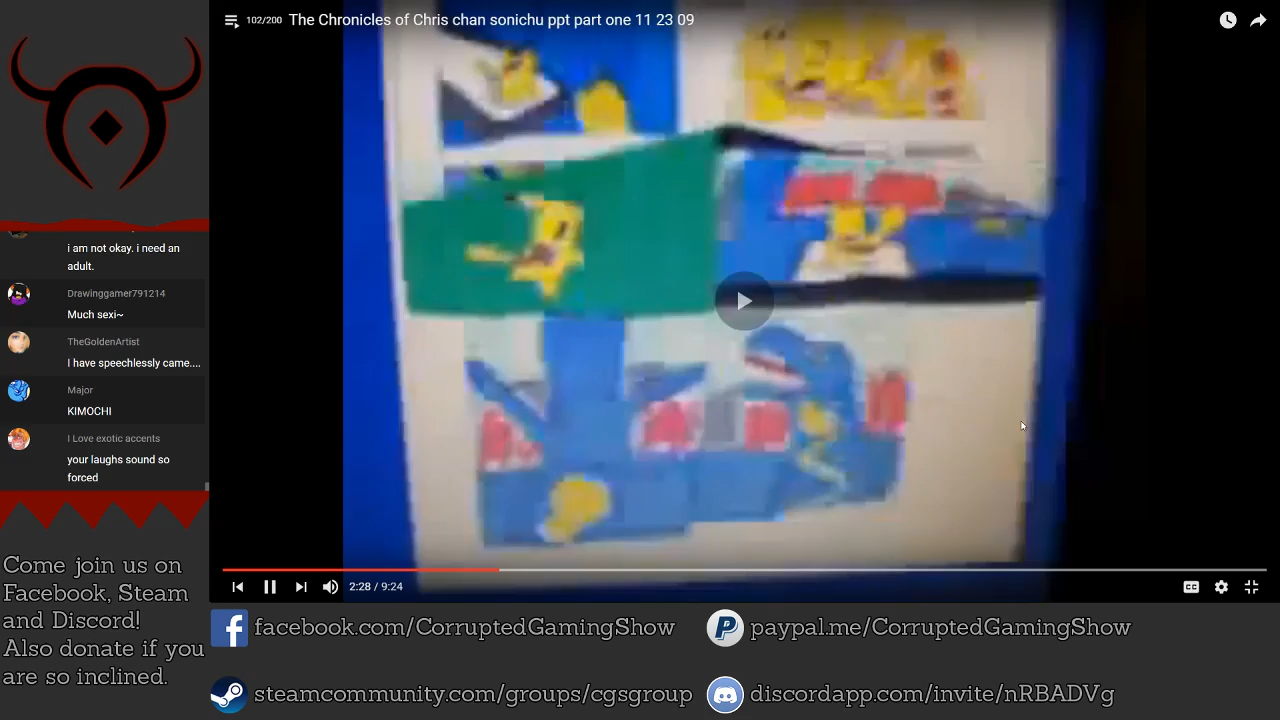 102/200 The Chronicles of Chris chan sonichu ppt part one 11 23 09
i am not okay. i need an
adult.
Drawinggamer791214
Much sexi~
TheGoldenArtist
I have speechlessly came....
Major
KIMOCHI
I Love exotic accents
your laughs sound so
forced
2:28 / 9:24
CC
Come join us on
Facebook, Steam
and Discord!
Also donate if you
are so inclined.
facebook.com/CorruptedGamingShow
paypal.me/CorruptedGamingShow
steamcommunity.com/groups/cgsgroup
discordapp.com/invite/nRBADVg